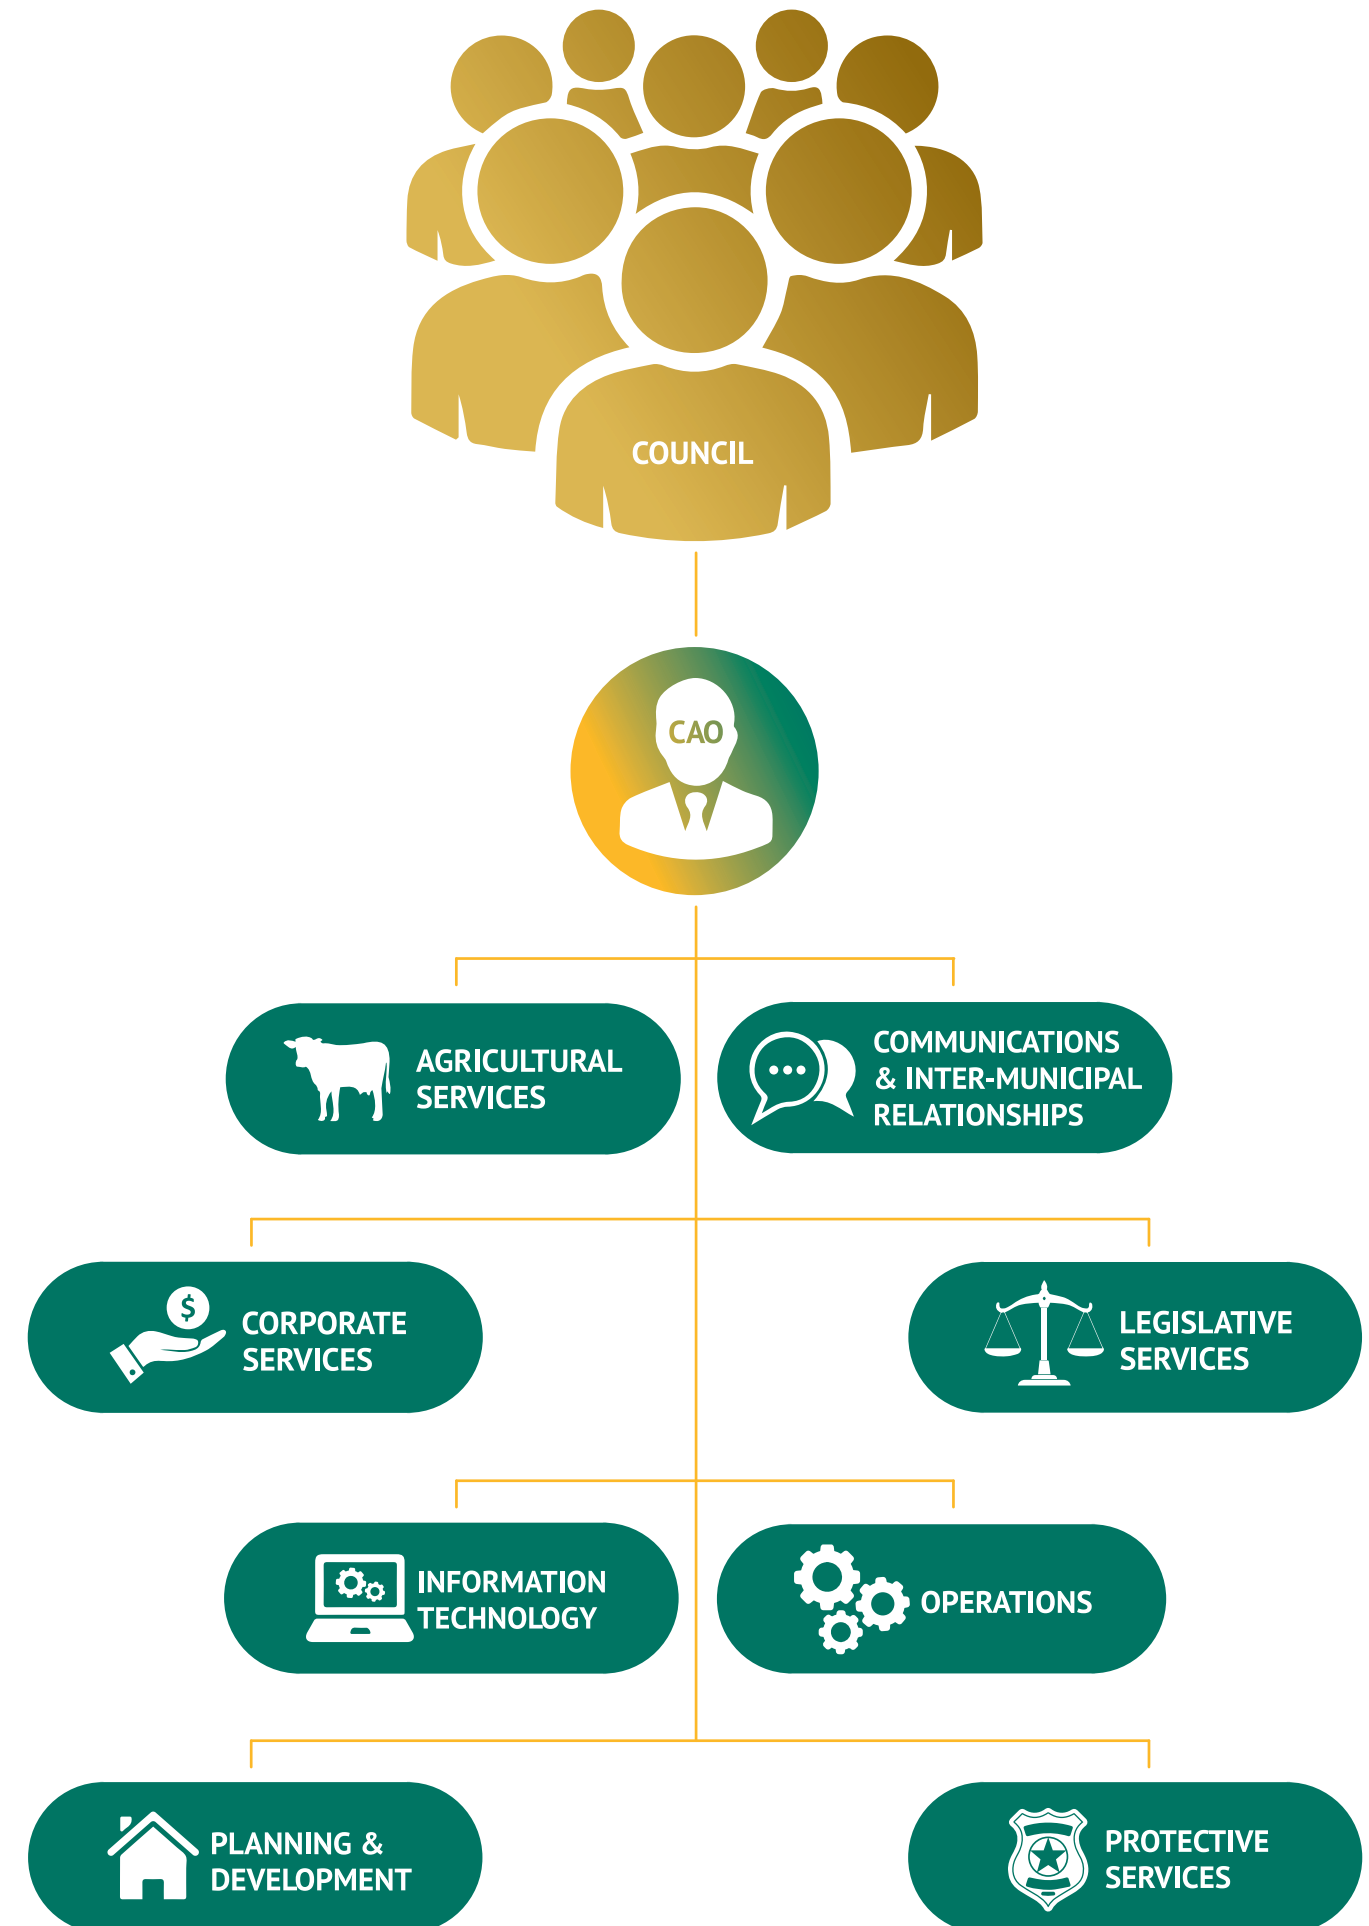 COUNCIL
CAO
AGRICULTURAL
SERVICES
COMMUNICATIONS
& INTER-MUNICIPAL
RELATIONSHIPS
$
CORPORATE
SERVICES
LEGISLATIVE
SERVICES
INFORMATION
TECHNOLOGY
OPERATIONS
PLANNING &
DEVELOPMENT
PROTECTIVE
SERVICES